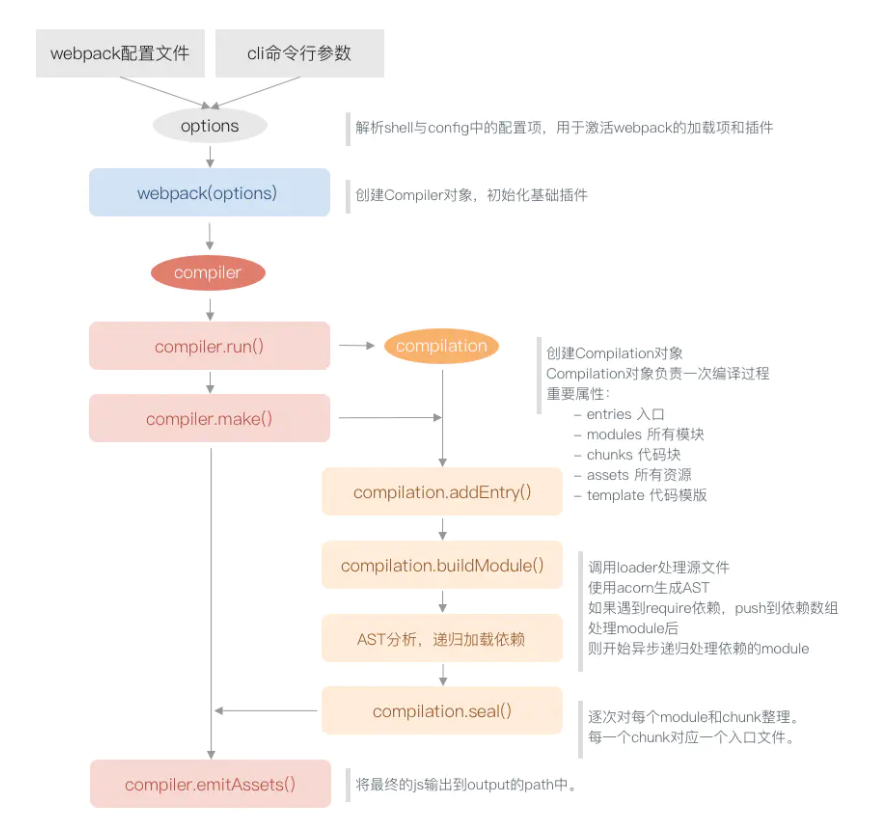 webpack配置文件
cli命令行参数
options
解析shell与config中的配置项，用于激活webpack的加载项和插件
webpack(options)
创建Compiler对象，初始化基础插件
compiler
compiler.run()
compilation
创建Compilation对象
Compilation对象负责一次编译过程
重要属性：
– entries 入口
– modules 所有模块
– chunks 代码块
– assets 所有资源
– template 代码模版
compiler.make()
compilation.addEntry()
compilation.buildModule()
调用loader处理源文件
使用acorn生成AST
如果遇到require依赖，push到依赖数组
处理module后
则开始异步递归处理依赖的module
AST分析，递归加载依赖
compilation.seal()
逐次对每个module和chunk整理。
每一个chunk对应一个入口文件。
compiler.emitAssets()
将最终的js输出到output的path中。